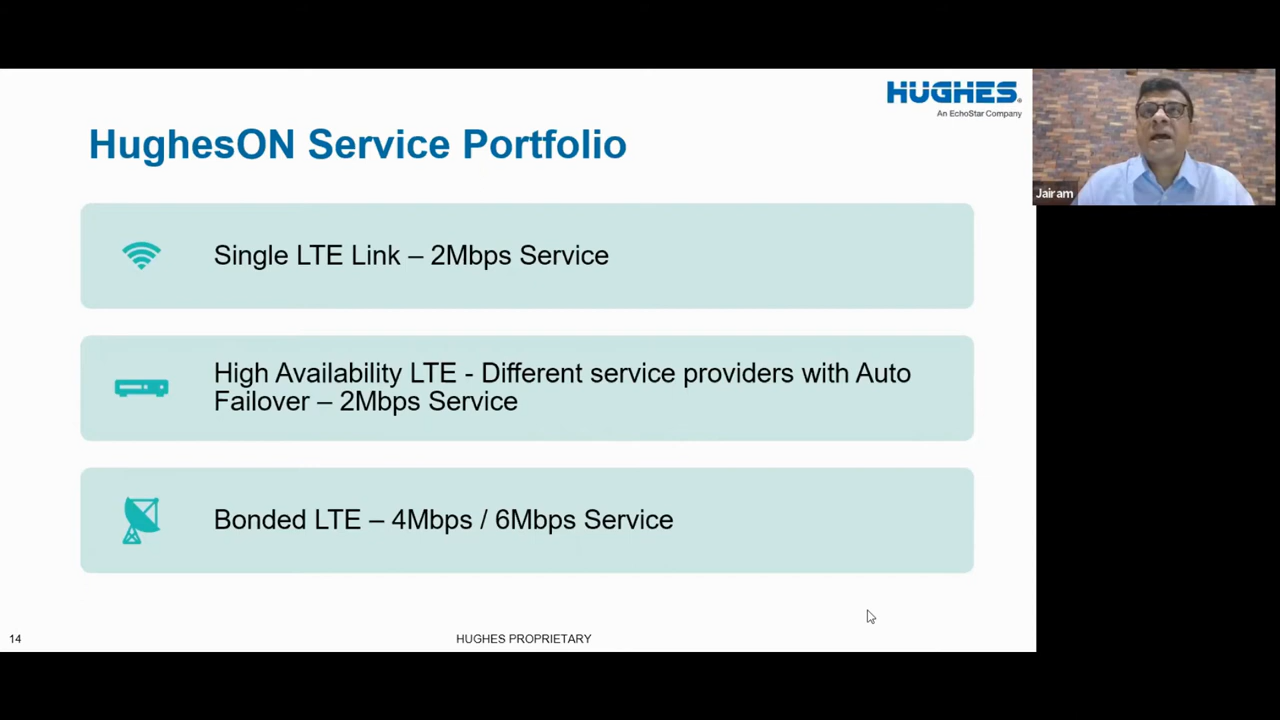 HUGHES®
An EchoStar Company
HughesON Service Portfolio
Jairam
Single LTE Link – 2Mbps Service
High Availability LTE - Different service providers with Auto
Failover – 2Mbps Service
Bonded LTE – 4Mbps / 6Mbps Service
14
HUGHES PROPRIETARY